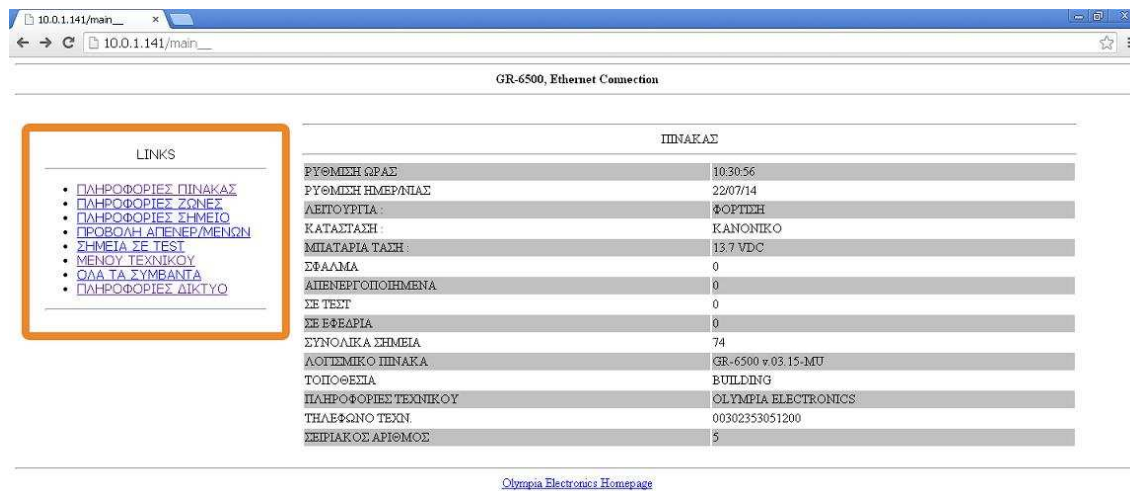 10.0.1.141/main__
10.0.1.141/main__
GR-6500, Ethernet Connection
LINKS
ΠΛΗΡΟΦΟΡΙΕΣ ΠΙΝΑΚΑΣ
ΠΛΗΡΟΦΟΡΙΕΣ ΖΩΝΕΣ
ΠΛΗΡΟΦΟΡΙΕΣ ΣΗΜΕΙΟ
ΠΡΟΒΟΛΗ ΑΠΕΝΕΡ/ΜΕΝΩΝ
ΣΗΜΕΙΑ ΣΕ TEST
ΜΕΝΟΥ ΤΕΧΝΙΚΟΥ
ΟΛΑ ΤΑ ΣΥΜΒΑΝΤΑ
ΠΛΗΡΟΦΟΡΙΕΣ ΔΙΚΤΥΟ
ΠΙΝΑΚΑΣ
ΡΥΘΜΙΣΗ ΩΡΑΣ 10:30:56
ΡΥΘΜΙΣΗ ΗΜΕΡ/ΝΙΑΣ 22/07/14
ΛΕΙΤΟΥΡΓΙΑ : ΦΟΡΤΙΣΗ
ΚΑΤΑΣΤΑΣΗ : ΚΑΝΟΝΙΚΟ
ΜΠΑΤΑΡΙΑ ΤΑΣΗ : 13.7 VDC
ΣΦΑΛΜΑ 0
ΑΠΕΝΕΡΓΟΠΟΙΗΜΕΝΑ 0
ΣΕ ΤΕΣΤ 0
ΣΕ ΕΦΕΔΡΙΑ 0
ΣΥΝΟΛΙΚΑ ΣΗΜΕΙΑ 74
ΛΟΓΙΣΜΙΚΟ ΠΙΝΑΚΑ GR-6500 v.03.15-MU
ΤΟΠΟΘΕΣΙΑ BUILDING
ΠΛΗΡΟΦΟΡΙΕΣ ΤΕΧΝΙΚΟΥ OLYMPIA ELECTRONICS
ΤΗΛΕΦΩΝΟ ΤΕΧΝ. 00302353051200
ΣΕΙΡΙΑΚΟΣ ΑΡΙΘΜΟΣ 5
Olympia Electronics Homepage